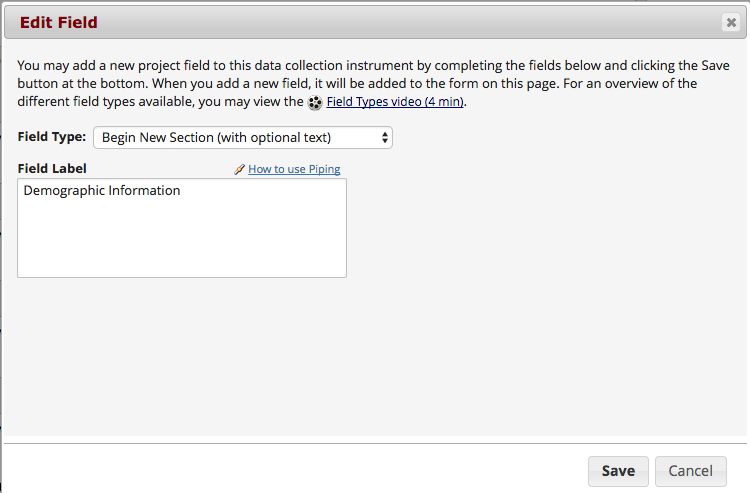 Edit Field
You may add a new project field to this data collection instrument by completing the fields below and clicking the Save
button at the bottom. When you add a new field, it will be added to the form on this page. For an overview of the
different field types available, you may view the Field Types video (4 min).
Field Type: Begin New Section (with optional text)
Field Label How to use Piping
Demographic Information
Save Cancel